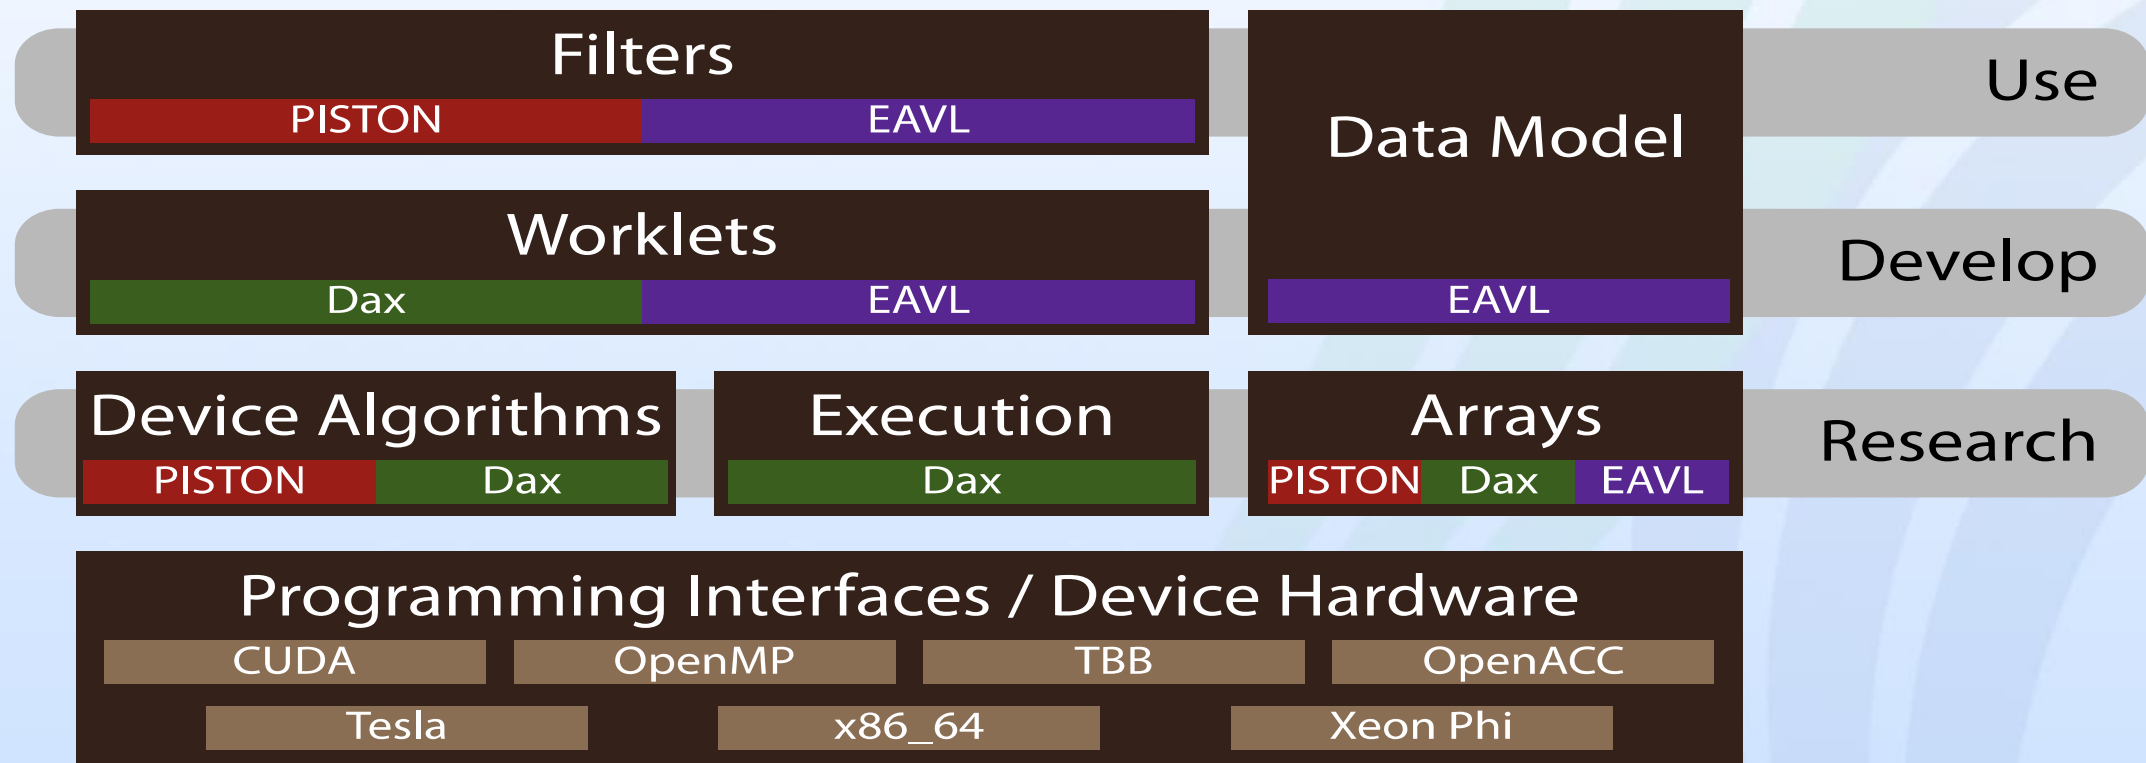 Filters
PISTON EAVL
Data Model
Use
Worklets
Dax EAVL
EAVL
Develop
Device Algorithms
PISTON Dax
Execution
Dax
Arrays
PISTON Dax EAVL
Research
Programming Interfaces / Device Hardware
CUDA OpenMP TBB OpenACC
Tesla x86_64 Xeon Phi